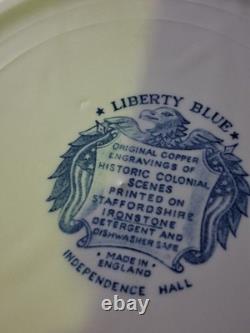 ★ LIBERTY BLUE ★
ORIGINAL COPPER
ENGRAVINGS OF
HISTORIC COLONIAL
SCENES
PRINTED ON
STAFFORDSHIRE
IRONSTONE
DETERGENT AND
DISHWASHER SAFE
• MADE IN •
ENGLAND
INDEPENDENCE HALL
ebay